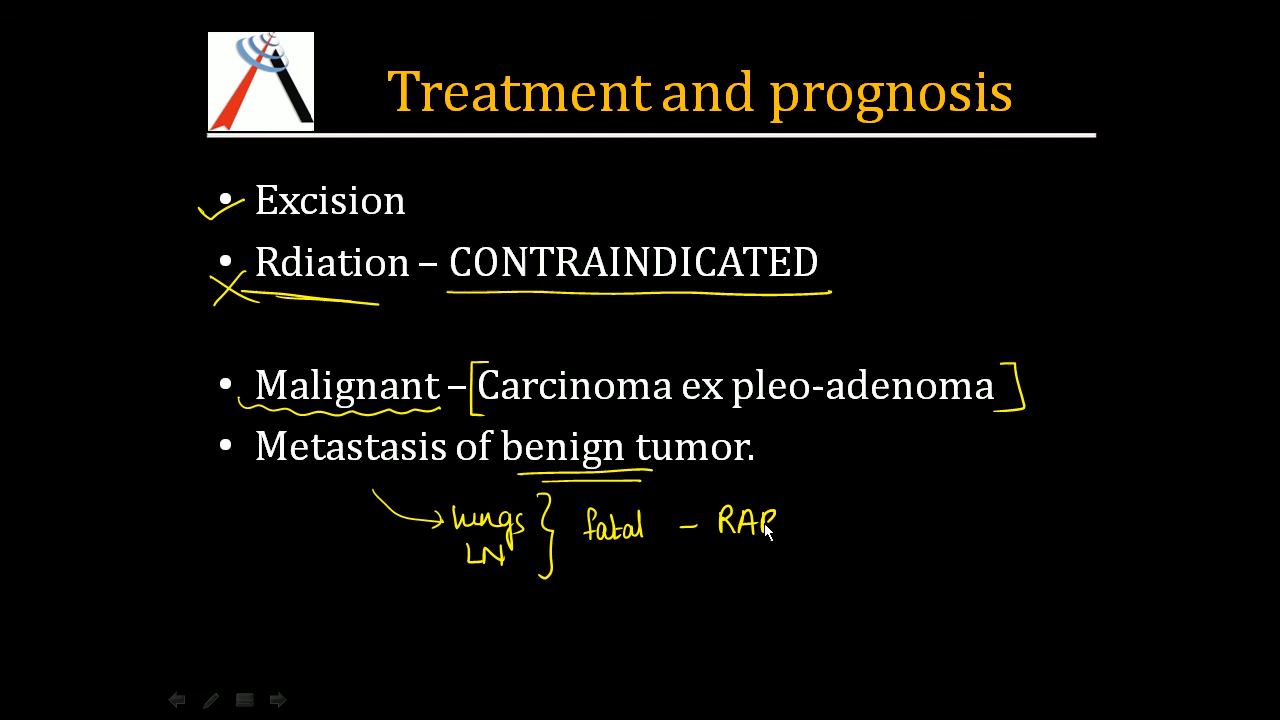 Treatment and prognosis
• Excision
• Rdiation – CONTRAINDICATED
• Malignant – [Carcinoma ex pleo-adenoma]
• Metastasis of benign tumor.
→ lungs } fatal – RAR
LN